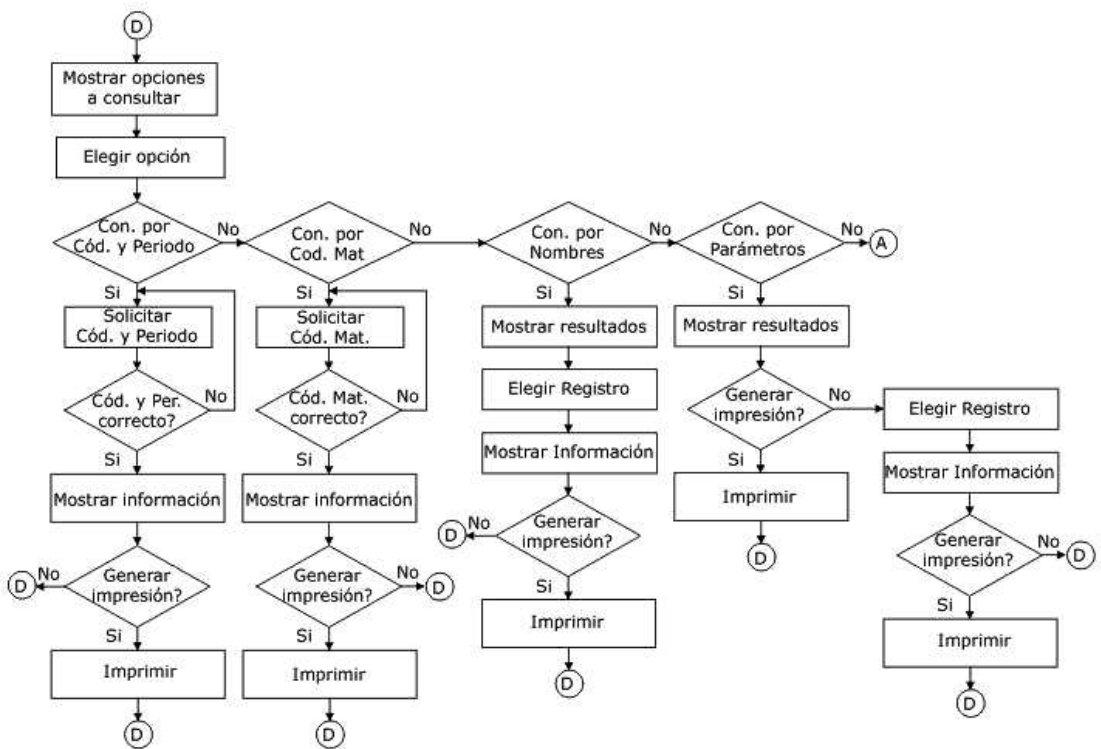 D
Mostrar opciones
a consultar
Elegir opción
Con. por
Cód. y Periodo
No
Si
Solicitar
Cód. y Periodo
Cód. y Per.
correcto?
No
Si
Mostrar información
Generar
impresión?
No
D
Si
Imprimir
D
Con. por
Cod. Mat
No
Si
Solicitar
Cód. Mat.
Cód. Mat.
correcto?
No
Si
Mostrar información
Generar
impresión?
No
D
Si
Imprimir
D
Con. por
Nombres
No
Si
Mostrar resultados
Elegir Registro
Mostrar Información
Generar
impresión?
No
D
Si
Imprimir
D
Con. por
Parámetros
No
A
Si
Mostrar resultados
Generar
impresión?
No
Si
Imprimir
D
Elegir Registro
Mostrar Información
Generar
impresión?
No
D
Si
Imprimir
D